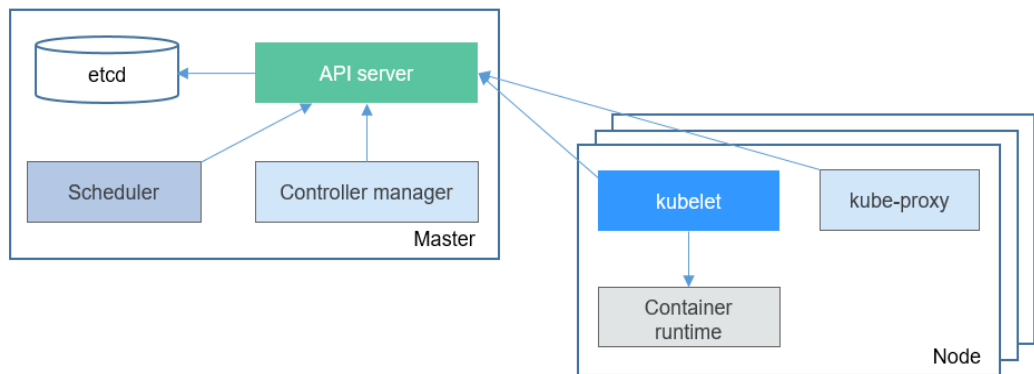 etcd
API server
Scheduler
Controller manager
Master
kubelet
kube-proxy
Container
runtime
Node